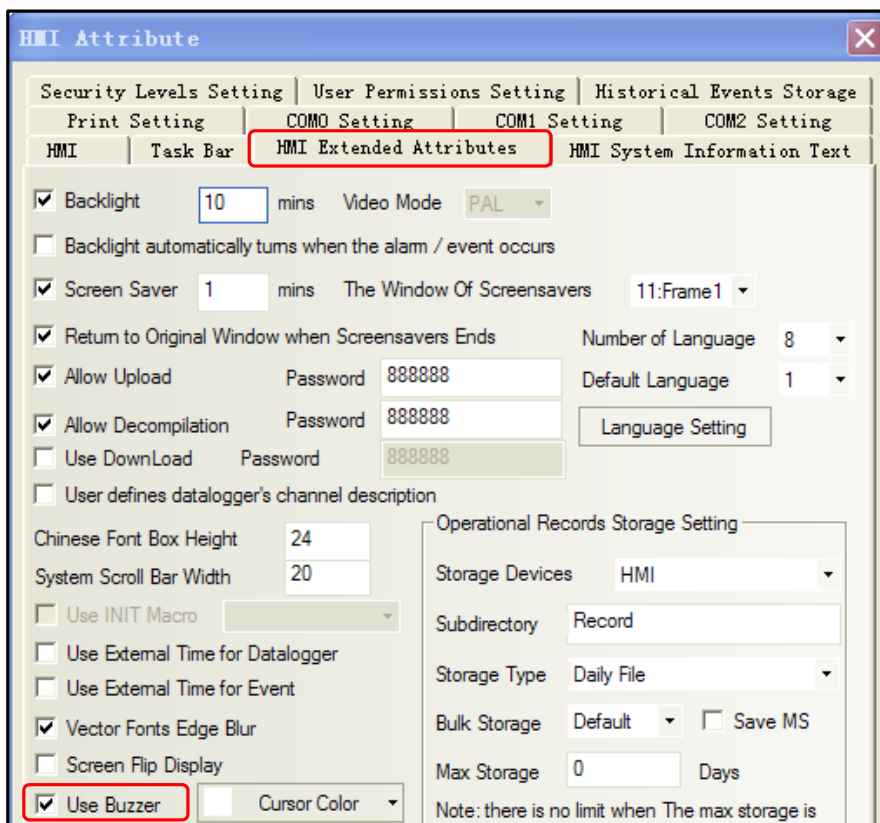 HMI Attribute
Security Levels Setting User Permissions Setting Historical Events Storage
Print Setting COM0 Setting COM1 Setting COM2 Setting
HMI Task Bar HMI Extended Attributes HMI System Information Text
Backlight 10 mins Video Mode PAL
Backlight automatically turns when the alarm / event occurs
Screen Saver 1 mins The Window Of Screensavers 11:Frame1
Return to Original Window when Screensavers Ends Number of Language 8
Allow Upload Password 888888 Default Language 1
Allow Decompilation Password 888888 Language Setting
Use DownLoad Password 888888
User defines datalogger's channel description
Chinese Font Box Height 24
System Scroll Bar Width 20
Use INIT Macro
Use External Time for Datalogger
Use External Time for Event
Vector Fonts Edge Blur
Screen Flip Display
Use Buzzer Cursor Color
Operational Records Storage Setting
Storage Devices HMI
Subdirectory Record
Storage Type Daily File
Bulk Storage Default Save MS
Max Storage 0 Days
Note: there is no limit when The max storage is